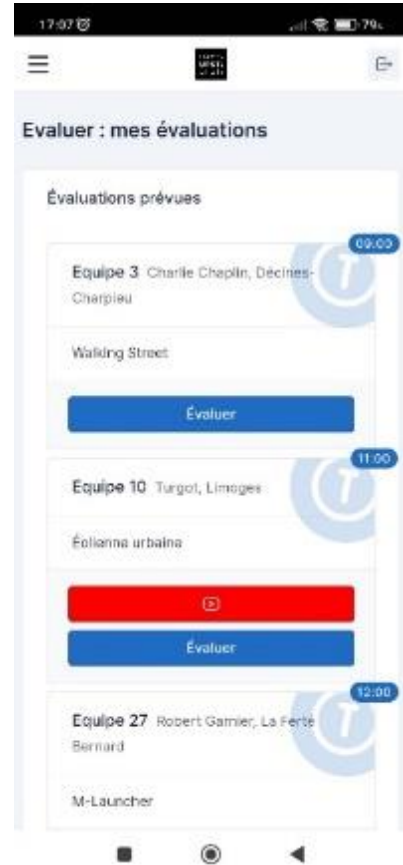 17:07
79
Evaluer : mes évaluations
Évaluations prévues
09:00
Equipe 3 Charlie Chaplin, Décines-
Charpieu
Walking Street
Évaluer
11:00
Equipe 10 Turgot, Limoges
Éolienne urbaine
Évaluer
12:00
Equipe 27 Robert Garnier, La Ferté
Bernard
M-Launcher